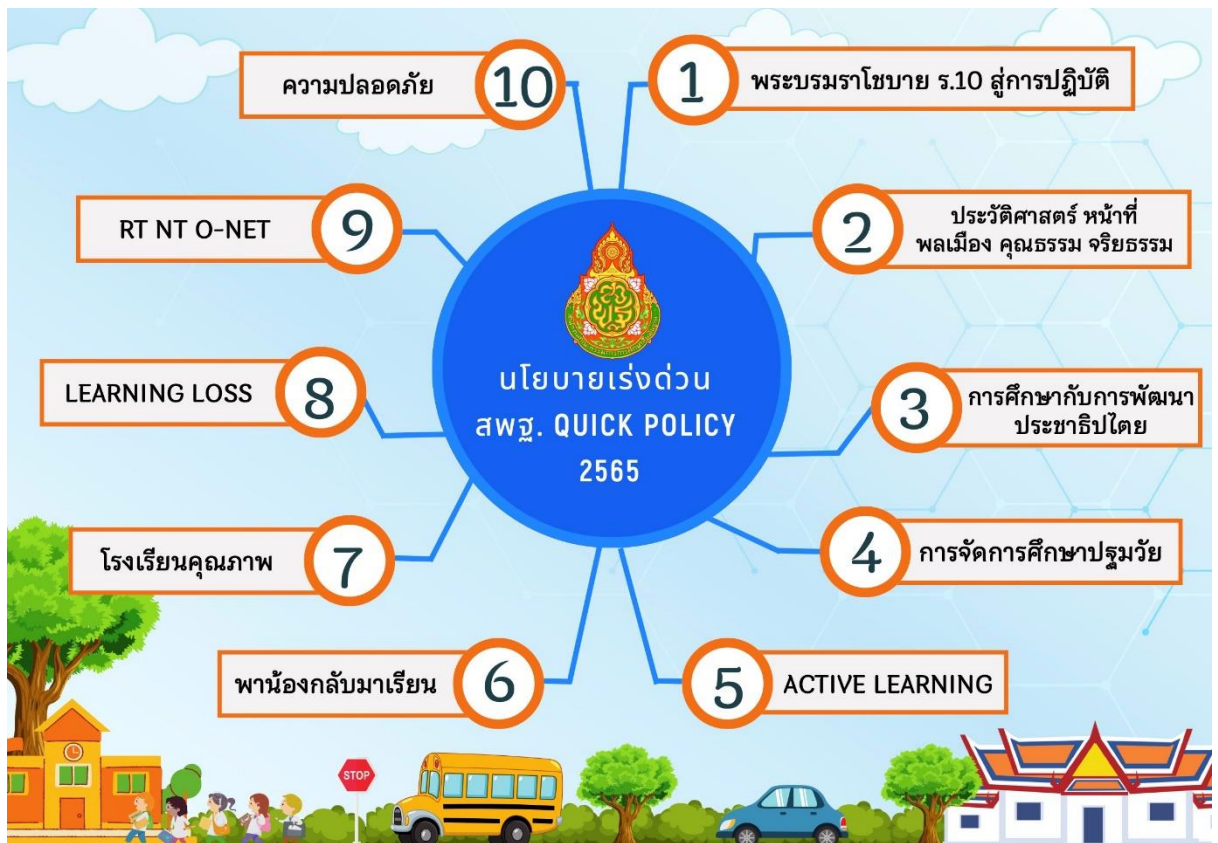 นโยบายเร่งด่วน
สพฐ. QUICK POLICY
2565
1
พระบรมราโชบาย ร.10 สู่การปฏิบัติ
2
ประวัติศาสตร์ หน้าที่
พลเมือง คุณธรรม จริยธรรม
3
การศึกษากับการพัฒนา
ประชาธิปไตย
4
การจัดการศึกษาปฐมวัย
5
ACTIVE LEARNING
6
พาน้องกลับมาเรียน
7
โรงเรียนคุณภาพ
8
LEARNING LOSS
9
RT NT O-NET
10
ความปลอดภัย
STOP